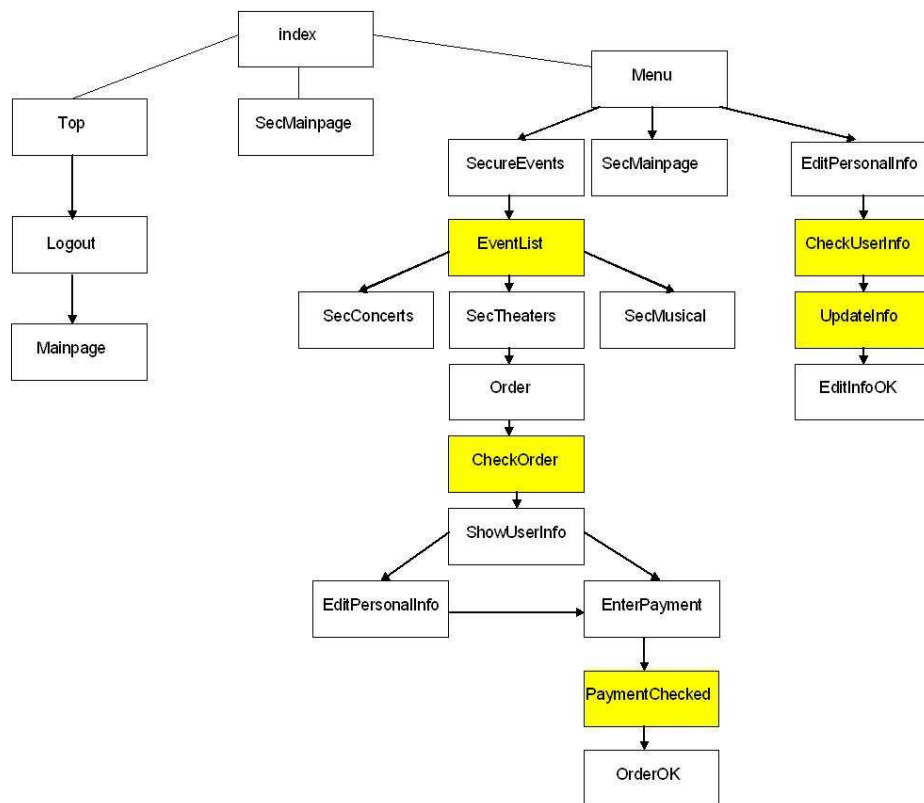 index
Menu
Top
SecMainpage
SecureEvents
SecMainpage
EditPersonalInfo
Logout
EventList
CheckUserInfo
SecConcerts
SecTheaters
SecMusical
UpdateInfo
Mainpage
Order
EditInfoOK
CheckOrder
ShowUserInfo
EditPersonalInfo
EnterPayment
PaymentChecked
OrderOK